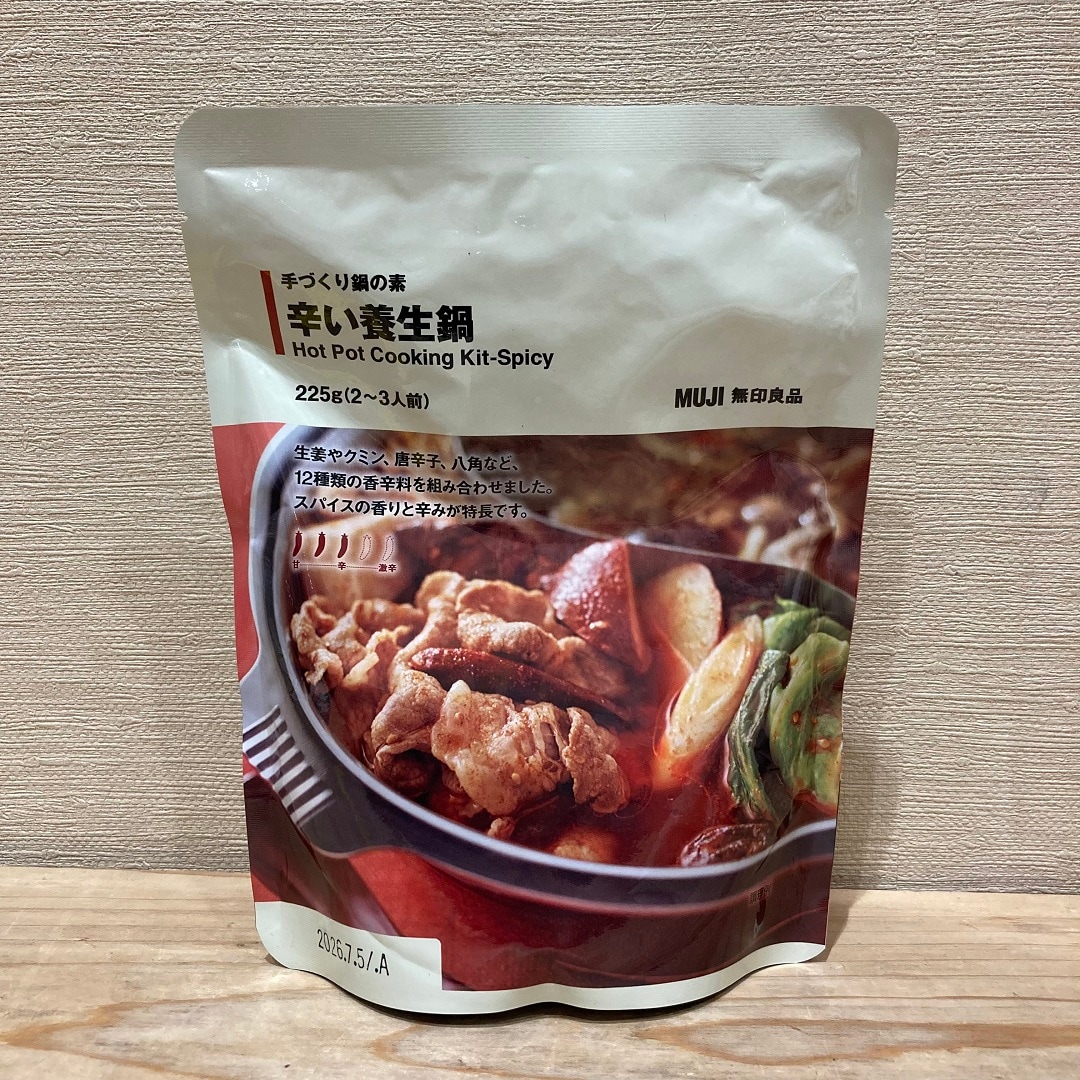 手づくり鍋の素
辛い養生鍋
Hot Pot Cooking Kit-Spicy
225g(2〜3人前)
MUJI 無印良品
生姜やクミン、唐辛子、八角など、
12種類の香辛料を組み合わせました。
スパイスの香りと辛みが特長です。
甘 辛 激辛
2026.7.5/.A